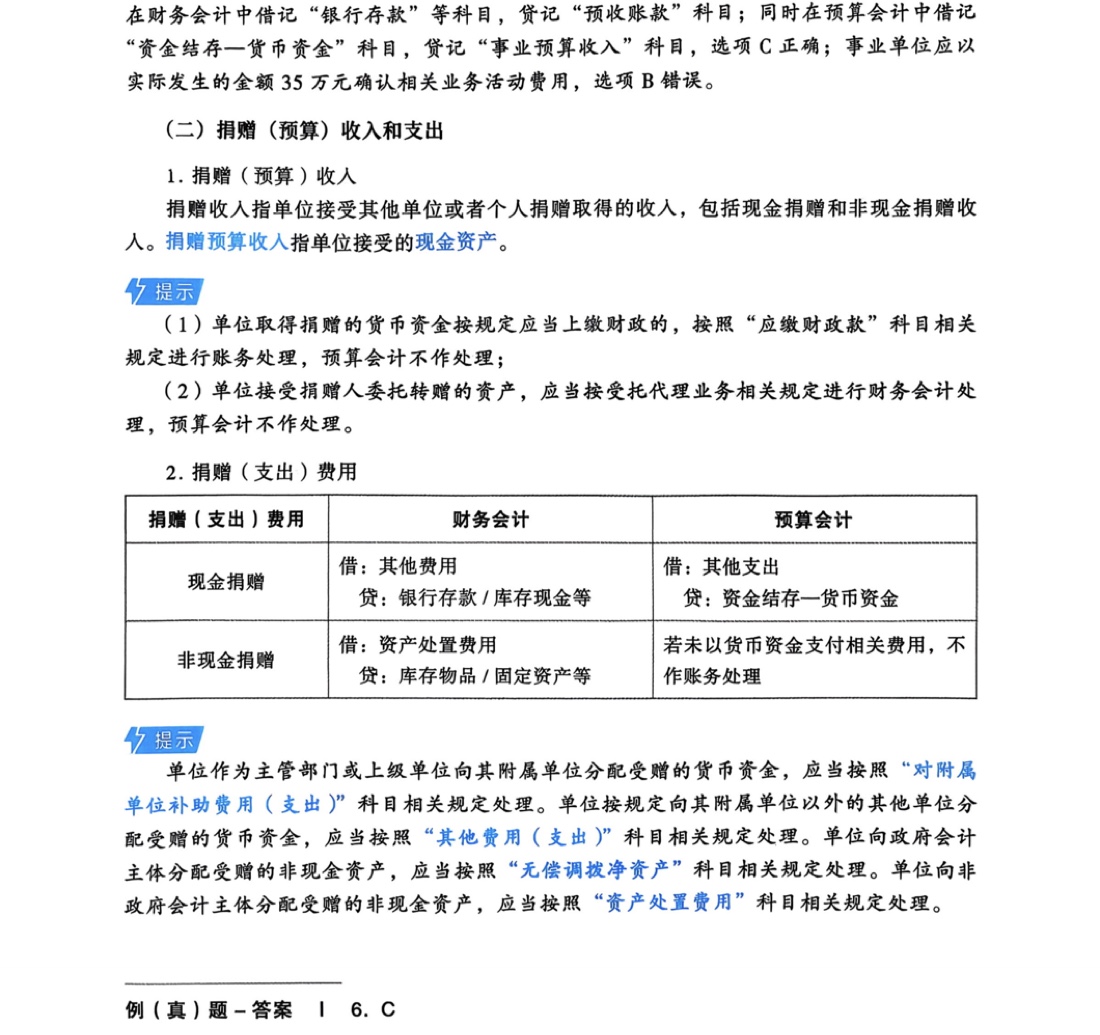 在财务会计中借记“银行存款”等科目，贷记“预收账款”科目；同时在预算会计中借记
“资金结存—货币资金”科目，贷记“事业预算收入”科目，选项 C 正确；事业单位应以
实际发生的金额 35 万元确认相关业务活动费用，选项 B 错误。
（二）捐赠（预算）收入和支出
1. 捐赠（预算）收入
捐赠收入指单位接受其他单位或者个人捐赠取得的收入，包括现金捐赠和非现金捐赠收
入。捐赠预算收入指单位接受的现金资产。
提示
（1）单位取得捐赠的货币资金按规定应当上缴财政的，按照“应缴财政款”科目相关
规定进行账务处理，预算会计不作处理；
（2）单位接受捐赠人委托转赠的资产，应当按受托代理业务相关规定进行财务会计处
理，预算会计不作处理。
2. 捐赠（支出）费用
捐赠（支出）费用 财务会计 预算会计
现金捐赠
借：其他费用
贷：银行存款 / 库存现金等
借：其他支出
贷：资金结存—货币资金
非现金捐赠
借：资产处置费用
贷：库存物品 / 固定资产等
若未以货币资金支付相关费用，不
作账务处理
提示
单位作为主管部门或上级单位向其附属单位分配受赠的货币资金，应当按照“对附属
单位补助费用（支出）”科目相关规定处理。单位按规定向其附属单位以外的其他单位分
配受赠的货币资金，应当按照“其他费用（支出）”科目相关规定处理。单位向政府会计
主体分配受赠的非现金资产，应当按照“无偿调拨净资产”科目相关规定处理。单位向非
政府会计主体分配受赠的非现金资产，应当按照“资产处置费用”科目相关规定处理。
例（真）题 – 答案 | 6. C